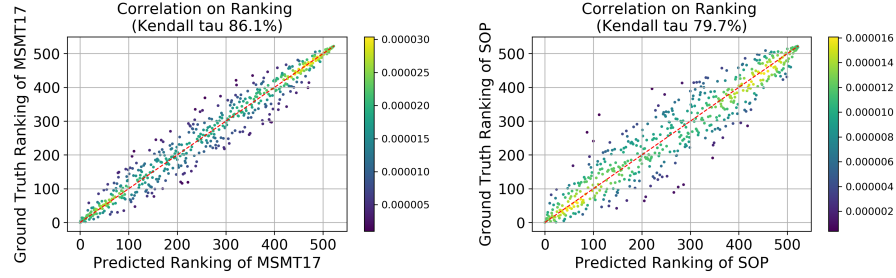 Correlation on Ranking
(Kendall tau 86.1%)
Ground Truth Ranking of MSMT17
500
400
300
200
100
0
0 100 200 300 400 500
Predicted Ranking of MSMT17
0.000030
0.000025
0.000020
0.000015
0.000010
0.000005
Correlation on Ranking
(Kendall tau 79.7%)
Ground Truth Ranking of SOP
500
400
300
200
100
0
0 100 200 300 400 500
Predicted Ranking of SOP
0.000016
0.000014
0.000012
0.000010
0.000008
0.000006
0.000004
0.000002